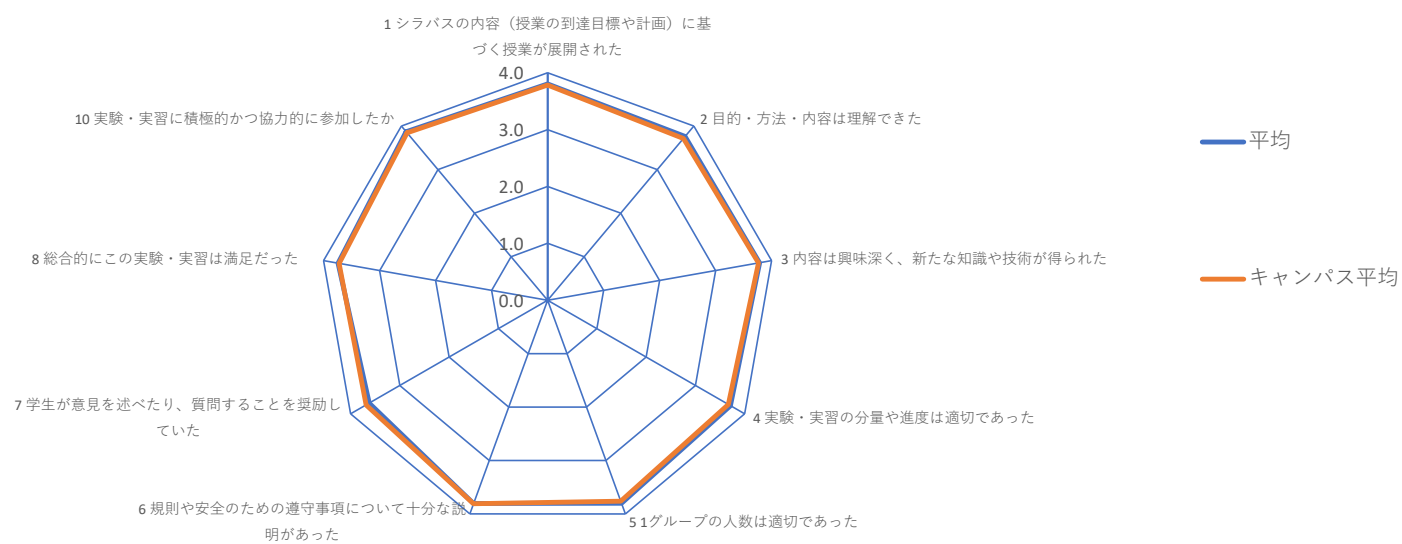 1 シラバスの内容（授業の到達目標や計画）に基
づく授業が展開された
4.0
3.0
2.0
1.0
0.0
2 目的・方法・内容は理解できた
3 内容は興味深く、新たな知識や技術が得られた
4 実験・実習の分量や進度は適切であった
5 1グループの人数は適切であった
6 規則や安全のための遵守事項について十分な説
明があった
7 学生が意見を述べたり、質問することを奨励し
ていた
8 総合的にこの実験・実習は満足だった
10 実験・実習に積極的かつ協力的に参加したか
平均
キャンパス平均